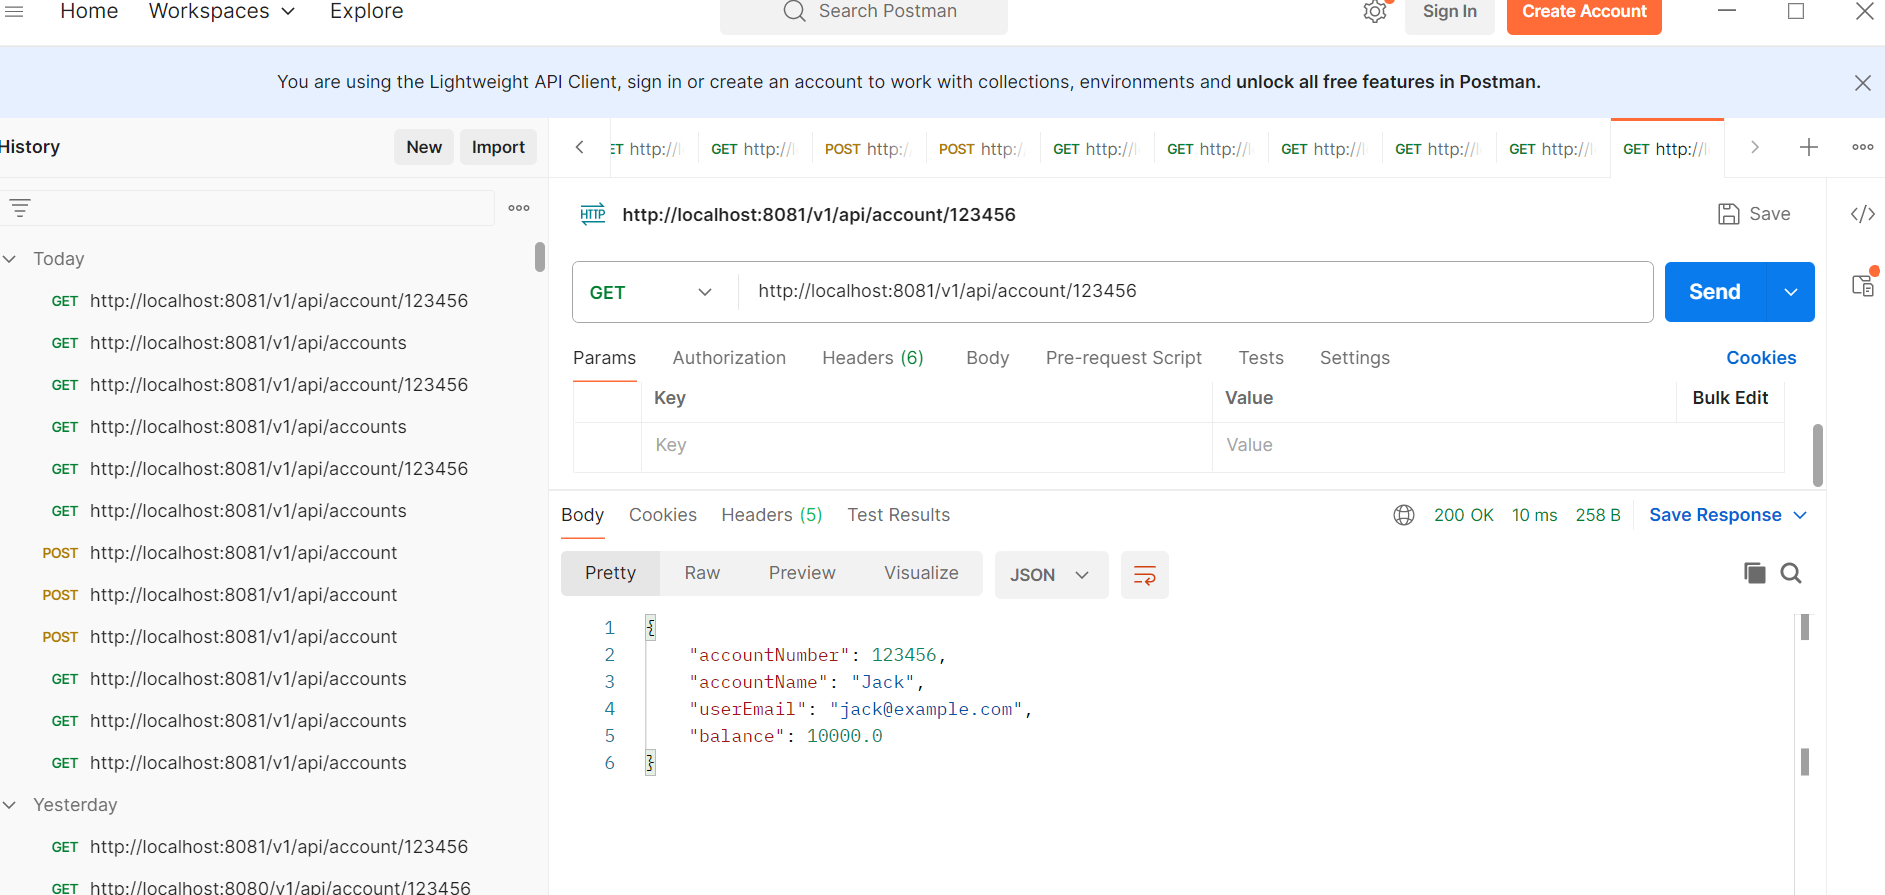 Home Workspaces Explore Search Postman Sign In Create Account
You are using the Lightweight API Client, sign in or create an account to work with collections, environments and unlock all free features in Postman.
History New Import
GET http://
POST http:/
POST http:/
GET http://
GET http://
GET http://
GET http://
GET http://
GET http://
http://localhost:8081/v1/api/account/123456 Save
GET http://localhost:8081/v1/api/account/123456 Send
Params Authorization Headers (6) Body Pre-request Script Tests Settings Cookies
Key Value Bulk Edit
Key Value
Today
GET http://localhost:8081/v1/api/account/123456
GET http://localhost:8081/v1/api/accounts
GET http://localhost:8081/v1/api/account/123456
GET http://localhost:8081/v1/api/accounts
GET http://localhost:8081/v1/api/account/123456
GET http://localhost:8081/v1/api/accounts
POST http://localhost:8081/v1/api/account
POST http://localhost:8081/v1/api/account
POST http://localhost:8081/v1/api/account
GET http://localhost:8081/v1/api/accounts
GET http://localhost:8081/v1/api/accounts
GET http://localhost:8081/v1/api/accounts
Yesterday
GET http://localhost:8081/v1/api/account/123456
GET http://localhost:8080/v1/api/account/123456
Body Cookies Headers (5) Test Results 200 OK 10 ms 258 B Save Response
Pretty Raw Preview Visualize JSON
1 {
2 "accountNumber": 123456,
3 "accountName": "Jack",
4 "userEmail": "jack@example.com",
5 "balance": 10000.0
6 }